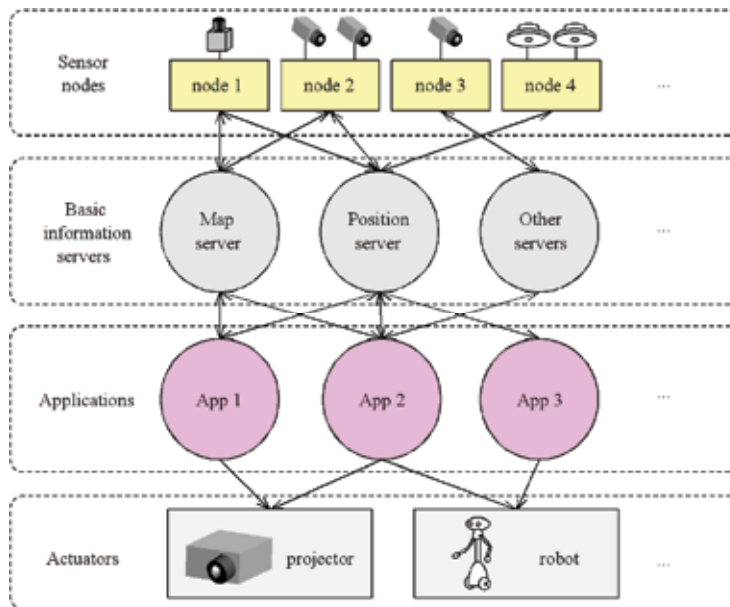 Sensor
nodes
node 1
node 2
node 3
node 4
...
Basic
information
servers
Map
server
Position
server
Other
servers
...
Applications
App 1
App 2
App 3
...
Actuators
projector
robot
...